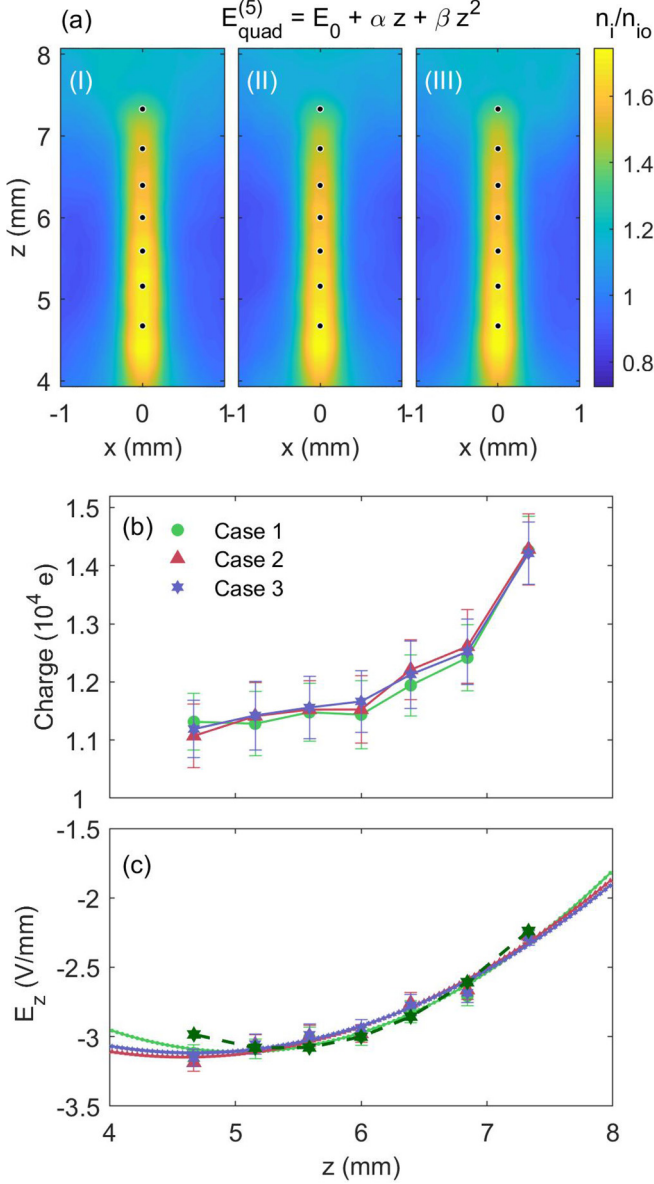 (a) E_quad^(5) = E_0 + α z + β z^2 n_i/n_io
8
(I) (II) (III)
1.6
7
1.4
z (mm)
6
1.2
5
1
0.8
4
-1 0 1 -1 0 1 -1 0 1
x (mm) x (mm) x (mm)
1.5
(b) Case 1
Case 2
1.4
Case 3
1.3
Charge (10^4 e)
1.2
1.1
1
-1.5
(c)
-2
E_z (V/mm)
-2.5
-3
-3.5
4 5 6 7 8
z (mm)